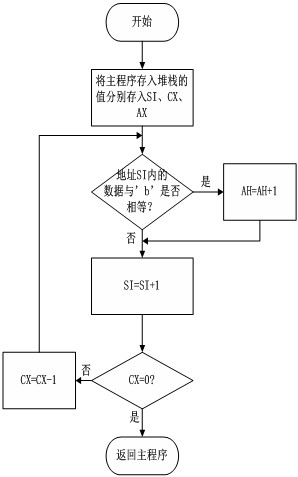 开始
将主程序存入堆栈的
值分别存入SI、CX、
AX
地址SI内的
数据与'b'是否
相等?
是
AH=AH+1
否
SI=SI+1
CX=0?
否
CX=CX-1
是
返回主程序